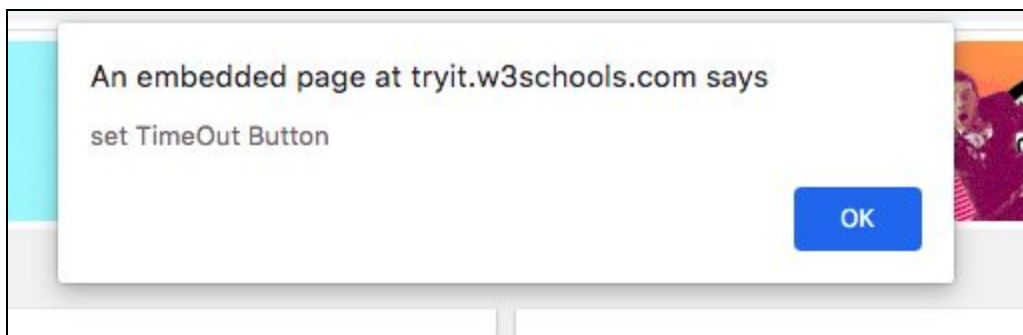 An embedded page at tryit.w3schools.com says
set TimeOut Button
OK